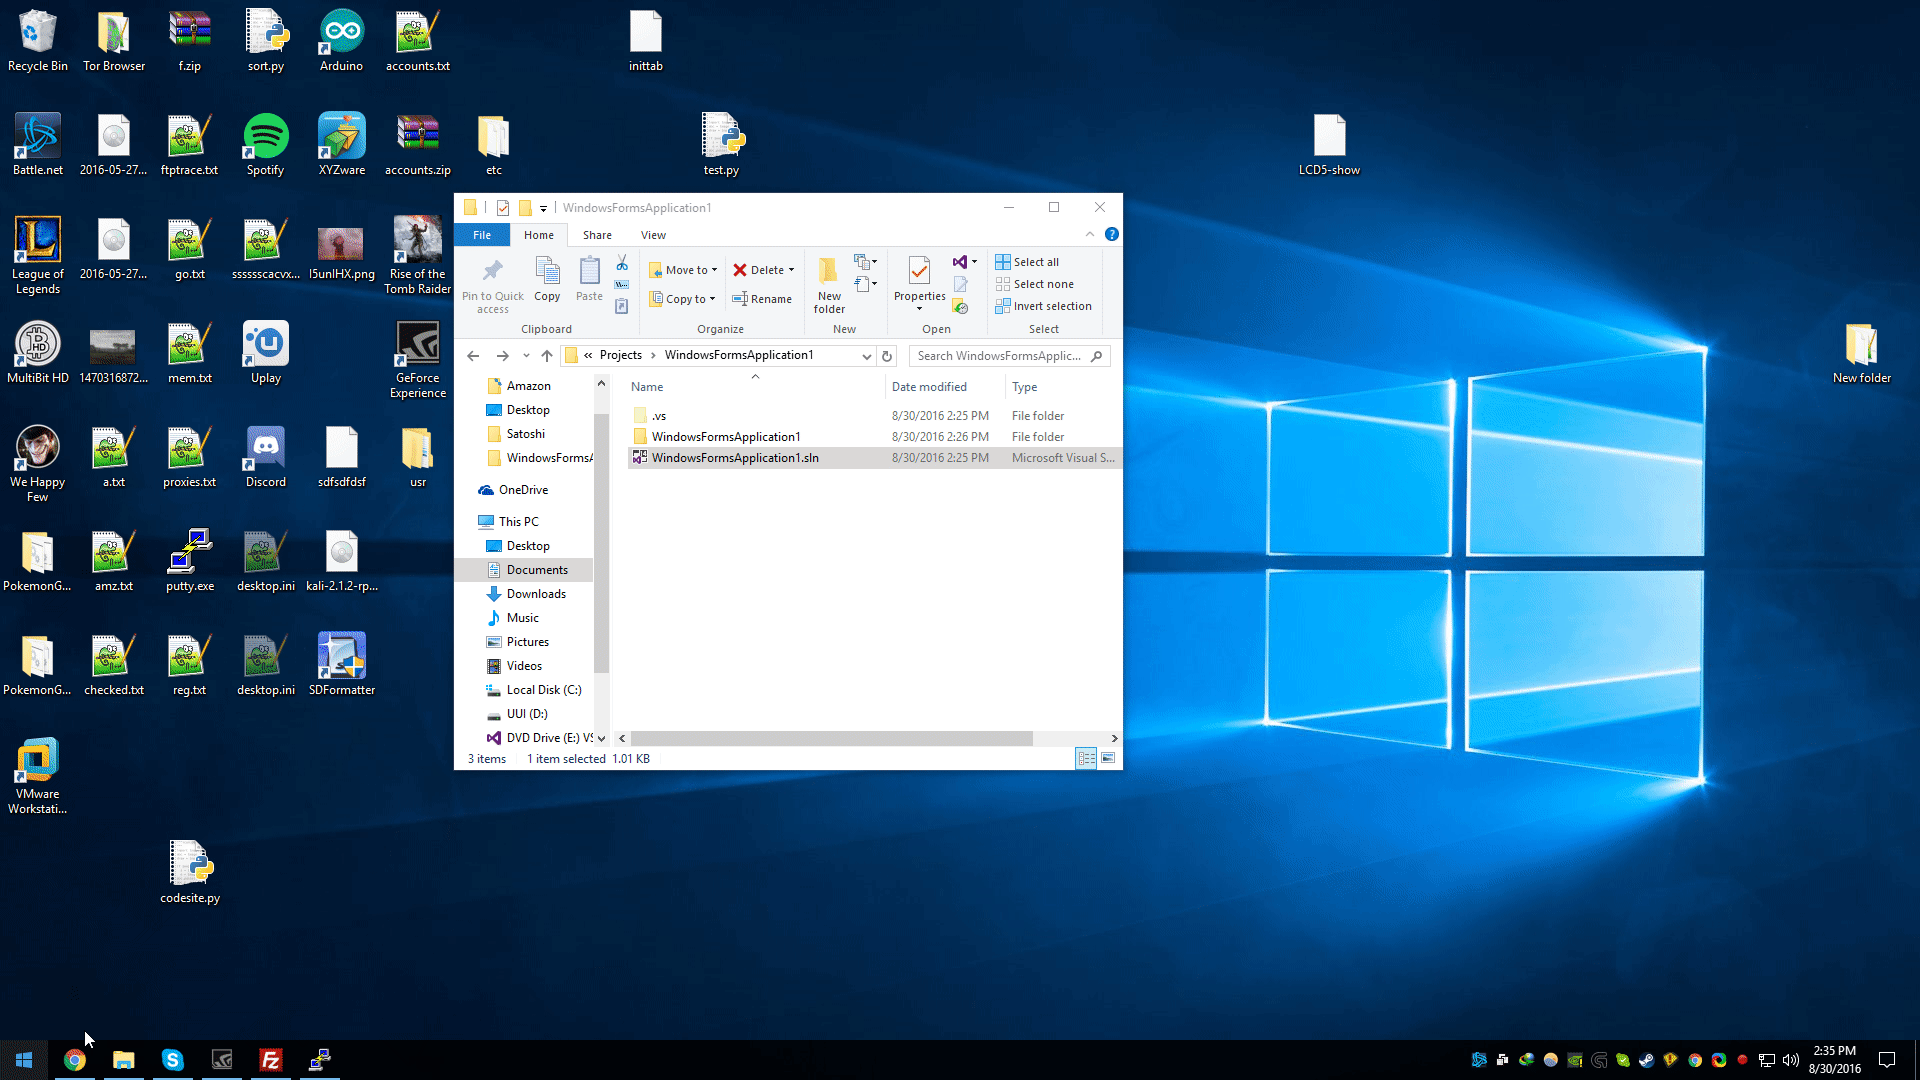 Recycle Bin
Tor Browser
f.zip
sort.py
Arduino
accounts.txt
inittab
Battle.net
2016-05-27...
ftptrace.txt
Spotify
XYZware
accounts.zip
etc
test.py
LCD5-show
League of
Legends
2016-05-27...
go.txt
sssssscacvx...
I5unIHX.png
Rise of the
Tomb Raider
MultiBit HD
1470316872...
mem.txt
Uplay
GeForce
Experience
New folder
We Happy
Few
a.txt
proxies.txt
Discord
sdfsdfdsf
usr
PokemonG...
amz.txt
putty.exe
desktop.ini
kali-2.1.2-rp...
PokemonG...
checked.txt
reg.txt
desktop.ini
SDFormatter
VMware
Workstati...
codesite.py
WindowsFormsApplication1
File
Home
Share
View
Pin to Quick
access
Copy
Paste
Clipboard
Move to
Copy to
Delete
Rename
Organize
New
folder
New
Properties
Open
Select all
Select none
Invert selection
Select
« Projects > WindowsFormsApplication1
Search WindowsFormsApplic...
Amazon
Desktop
Satoshi
WindowsFormsA
OneDrive
This PC
Desktop
Documents
Downloads
Music
Pictures
Videos
Local Disk (C:)
UUI (D:)
DVD Drive (E:) VS
Name Date modified Type
.vs 8/30/2016 2:25 PM File folder
WindowsFormsApplication1 8/30/2016 2:26 PM File folder
WindowsFormsApplication1.sln 8/30/2016 2:25 PM Microsoft Visual S...
3 items 1 item selected 1.01 KB
2:35 PM
8/30/2016